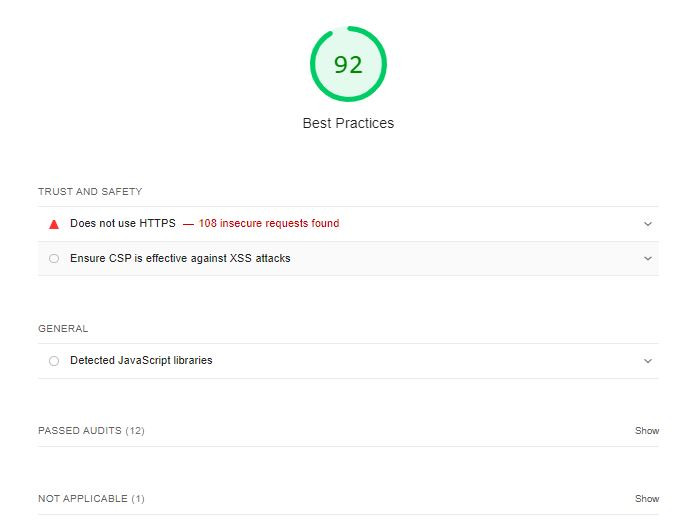 92
Best Practices
TRUST AND SAFETY
Does not use HTTPS — 108 insecure requests found
Ensure CSP is effective against XSS attacks
GENERAL
Detected JavaScript libraries
PASSED AUDITS (12) Show
NOT APPLICABLE (1) Show